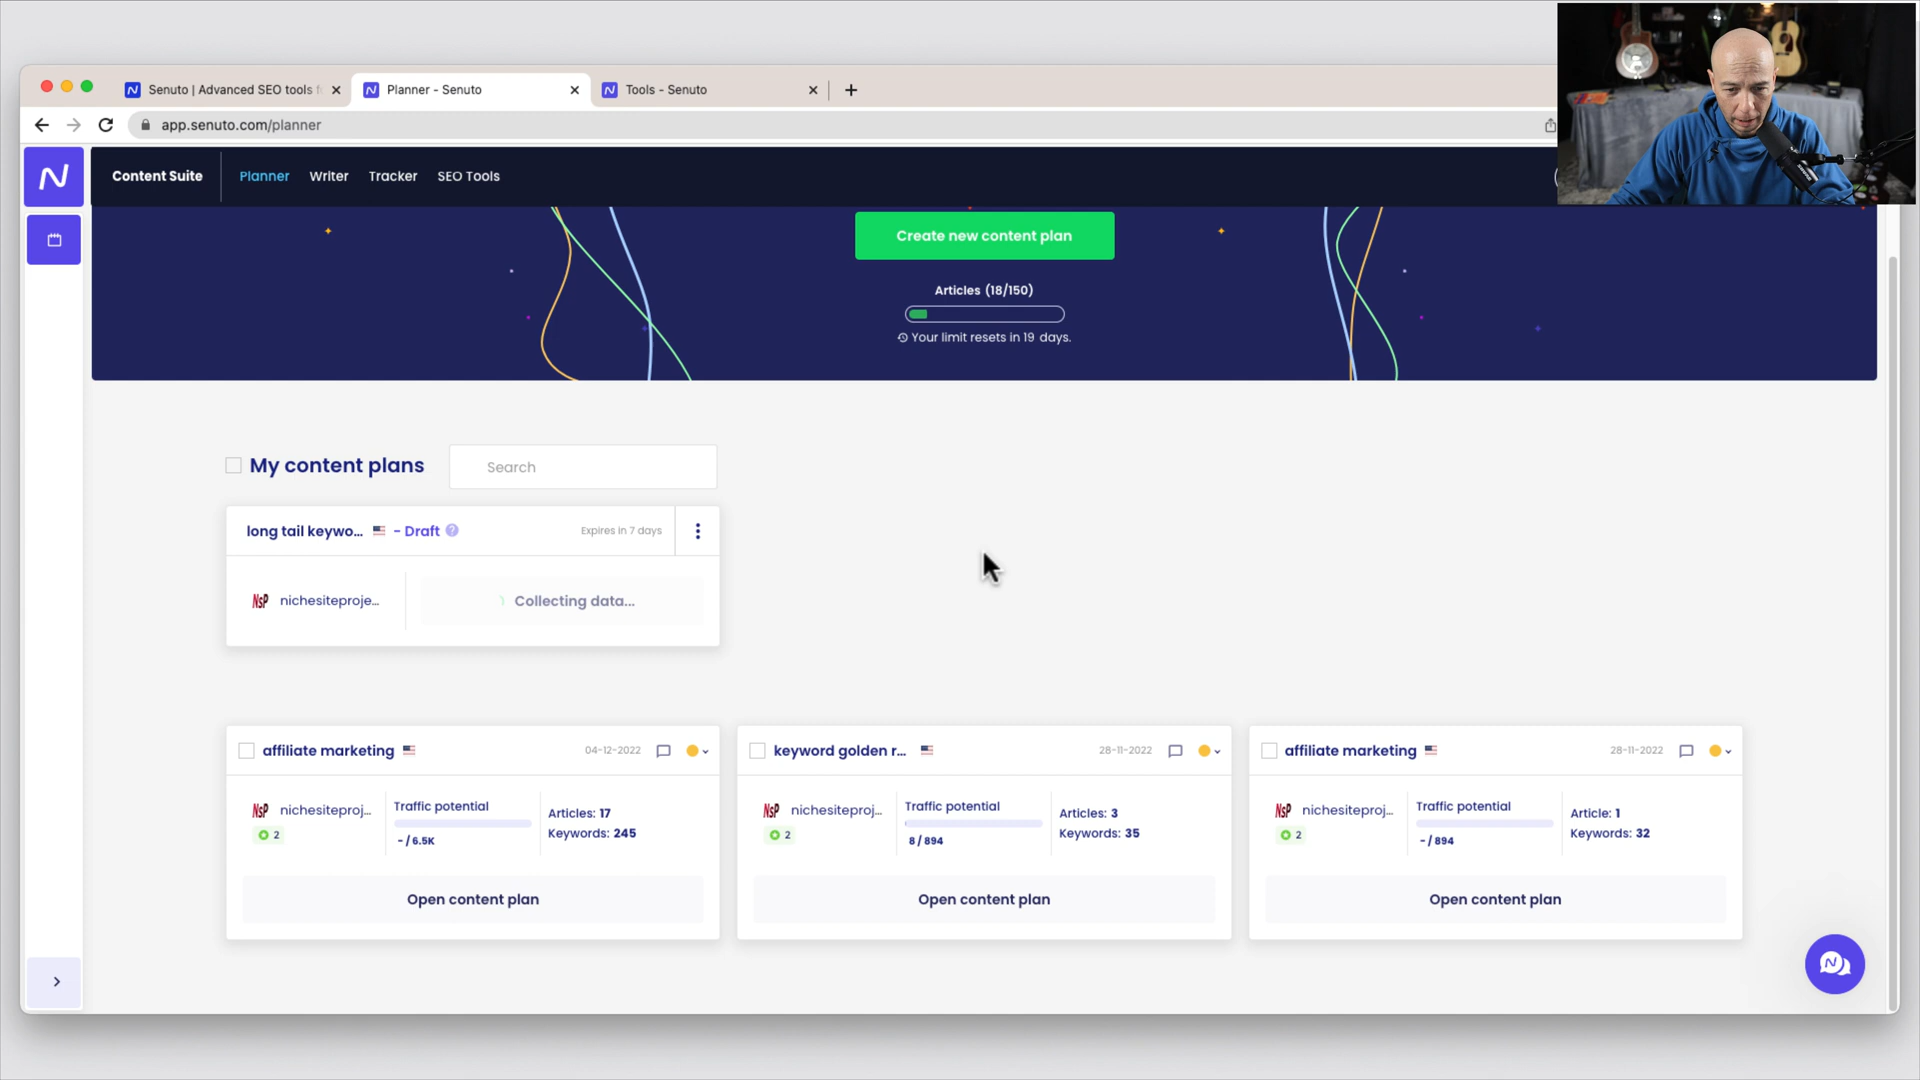 Senuto | Advanced SEO tools f
Planner - Senuto
Tools - Senuto
app.senuto.com/planner
Content Suite
Planner
Writer
Tracker
SEO Tools
Create new content plan
Articles (18/150)
Your limit resets in 19 days.
My content plans
Search
long tail keywo...
- Draft
?
Expires in 7 days
NsP
nichesiteproje...
Collecting data...
affiliate marketing
04-12-2022
NsP
nichesiteproj...
2
Traffic potential
- / 6.5K
Articles: 17
Keywords: 245
Open content plan
keyword golden r...
28-11-2022
NsP
nichesiteproj...
2
Traffic potential
8 / 894
Articles: 3
Keywords: 35
Open content plan
affiliate marketing
28-11-2022
NsP
nichesiteproj...
2
Traffic potential
- / 894
Article: 1
Keywords: 32
Open content plan